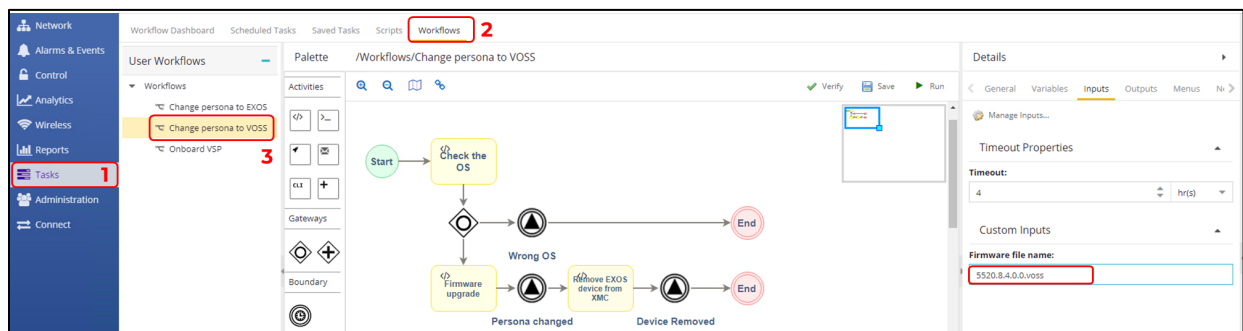 Network
Alarms & Events
Control
Analytics
Wireless
Reports
Tasks
1
Administration
Connect
Workflow Dashboard Scheduled Tasks Saved Tasks Scripts Workflows
2
User Workflows
Workflows
Change persona to EXOS
Change persona to VOSS
3
Onboard VSP
Palette
Activities
CLI
Gateways
Boundary
/Workflows/Change persona to VOSS
Verify Save Run
Start
Check the
OS
End
Wrong OS
Firmware
upgrade
Remove EXOS
device from
XMC
End
Persona changed
Device Removed
Details
General Variables Inputs Outputs Menus
Manage Inputs...
Timeout Properties
Timeout:
4 hr(s)
Custom Inputs
Firmware file name:
5520.8.4.0.0.voss